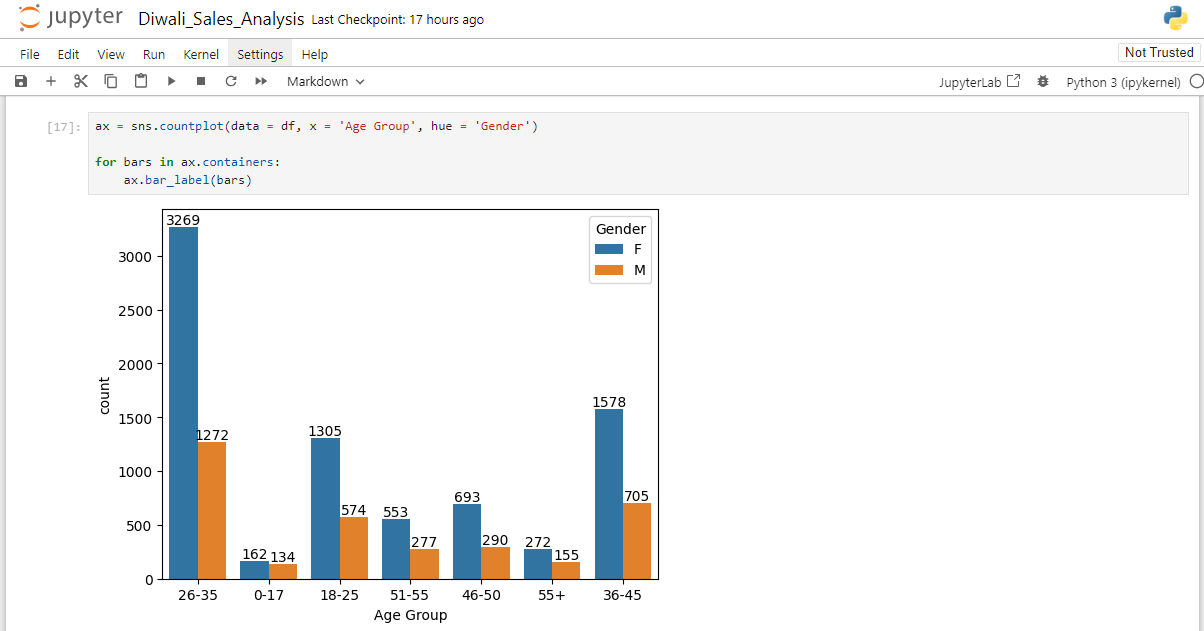 jupyter Diwali_Sales_Analysis Last Checkpoint: 17 hours ago
File Edit View Run Kernel Settings Help Not Trusted
Markdown JupyterLab Python 3 (ipykernel)
[17]: ax = sns.countplot(data = df, x = 'Age Group', hue = 'Gender')
for bars in ax.containers:
    ax.bar_label(bars)
3269
Gender
F
M
3000
2500
2000
1578
1500
1305
1272
1000
705
693
574
553
500
290
277
272
162 134
155
0
count
26-35 0-17 18-25 51-55 46-50 55+ 36-45
Age Group